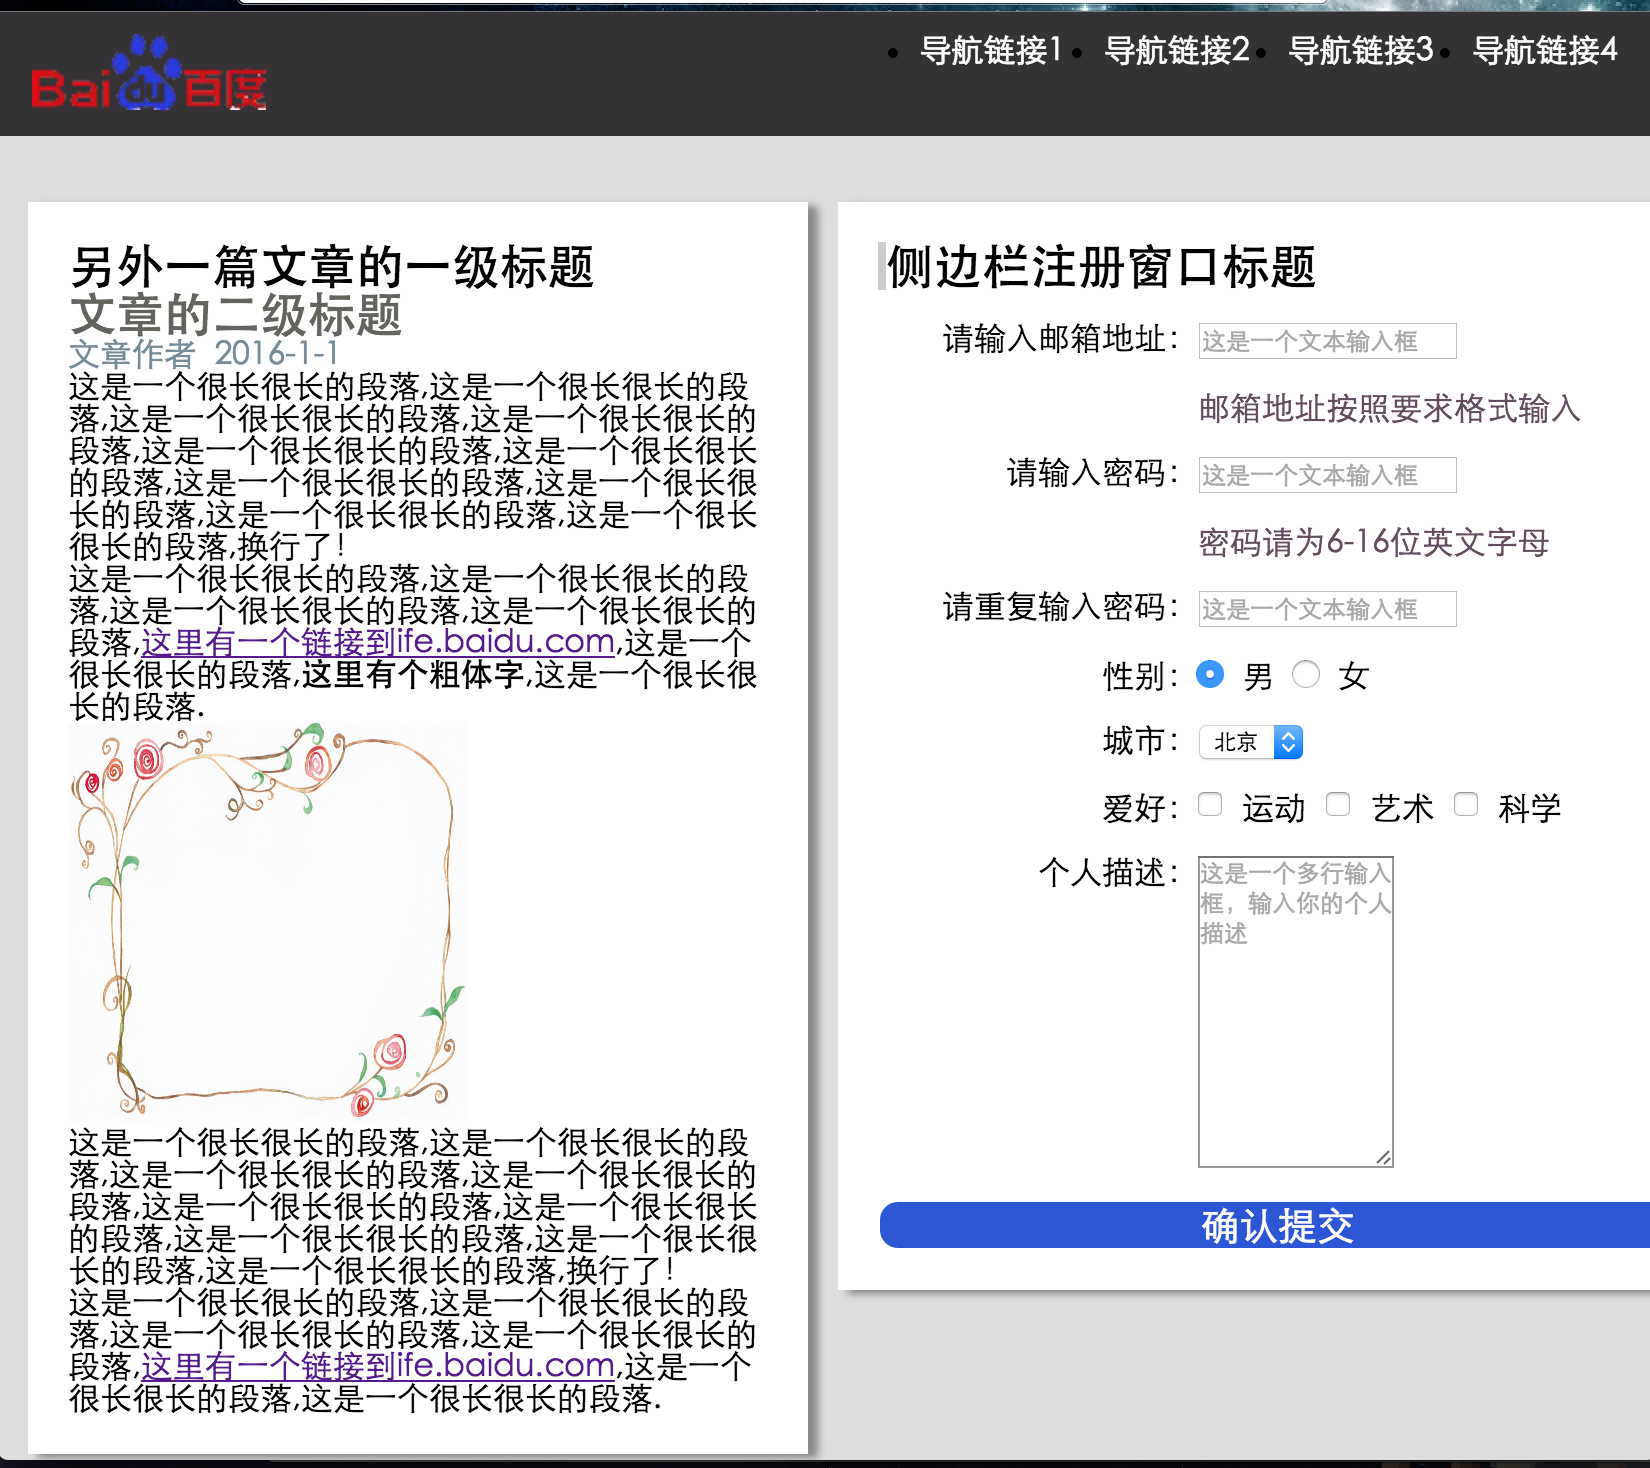 Baidu百度
导航链接1 导航链接2 导航链接3 导航链接4
另外一篇文章的一级标题
文章的二级标题
文章作者 2016-1-1
这是一个很长很长的段落,这是一个很长很长的段
落,这是一个很长很长的段落,这是一个很长很长的
段落,这是一个很长很长的段落,这是一个很长很长
的段落,这是一个很长很长的段落,这是一个很长很
长的段落,这是一个很长很长的段落,这是一个很长
很长的段落,换行了!
这是一个很长很长的段落,这是一个很长很长的段
落,这是一个很长很长的段落,这是一个很长很长的
段落,这里有一个链接到ife.baidu.com,这是一个
很长很长的段落,这里有个粗体字,这是一个很长很
长的段落.
这是一个很长很长的段落,这是一个很长很长的段
落,这是一个很长很长的段落,这是一个很长很长的
段落,这是一个很长很长的段落,这是一个很长很长
的段落,这是一个很长很长的段落,这是一个很长很
长的段落,这是一个很长很长的段落,换行了!
这是一个很长很长的段落,这是一个很长很长的段
落,这是一个很长很长的段落,这是一个很长很长的
段落,这里有一个链接到ife.baidu.com,这是一个
很长很长的段落,这是一个很长很长的段落.
侧边栏注册窗口标题
请输入邮箱地址: 这是一个文本输入框
邮箱地址按照要求格式输入
请输入密码: 这是一个文本输入框
密码请为6-16位英文字母
请重复输入密码: 这是一个文本输入框
性别: 男 女
城市: 北京
爱好: 运动 艺术 科学
个人描述: 这是一个多行输入
框，输入你的个人
描述
确认提交